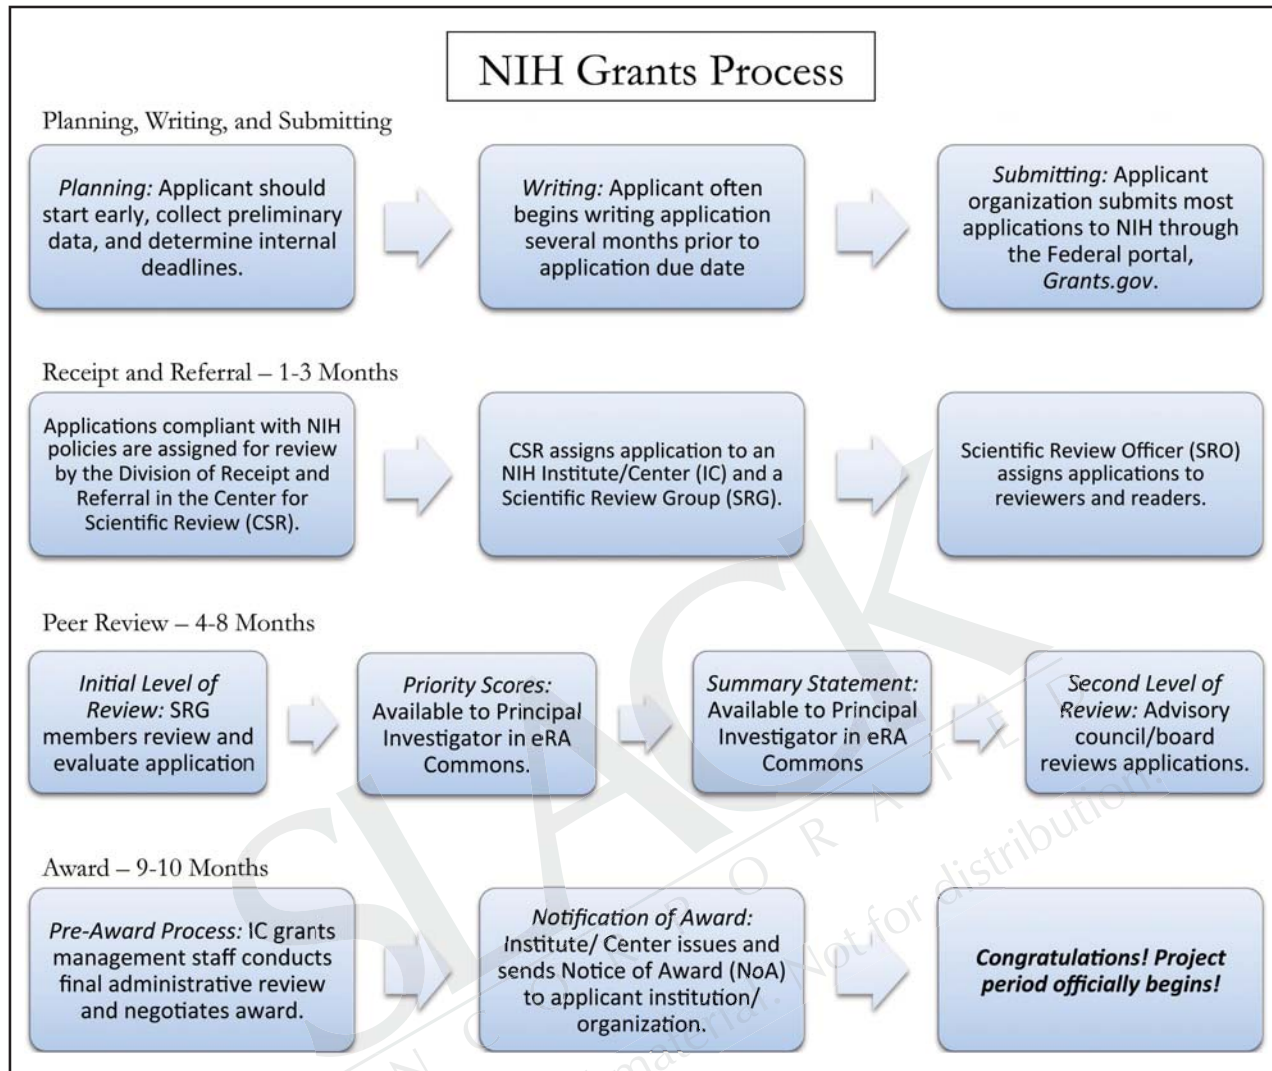 NIH Grants Process
Planning, Writing, and Submitting
Planning: Applicant should
start early, collect preliminary
data, and determine internal
deadlines.
Writing: Applicant often
begins writing application
several months prior to
application due date
Submitting: Applicant
organization submits most
applications to NIH through
the Federal portal,
Grants.gov.
Receipt and Referral – 1-3 Months
Applications compliant with NIH
policies are assigned for review
by the Division of Receipt and
Referral in the Center for
Scientific Review (CSR).
CSR assigns application to an
NIH Institute/Center (IC) and a
Scientific Review Group (SRG).
Scientific Review Officer (SRO)
assigns applications to
reviewers and readers.
Peer Review – 4-8 Months
Initial Level of
Review: SRG
members review and
evaluate application
Priority Scores:
Available to Principal
Investigator in eRA
Commons.
Summary Statement:
Available to Principal
Investigator in eRA
Commons
Second Level of
Review: Advisory
council/board
reviews applications.
Award – 9-10 Months
Pre-Award Process: IC grants
management staff conducts
final administrative review
and negotiates award.
Notification of Award:
Institute/ Center issues and
sends Notice of Award (NoA)
to applicant institution/
organization.
Congratulations! Project
period officially begins!
SLACK
material. Not for distribution.